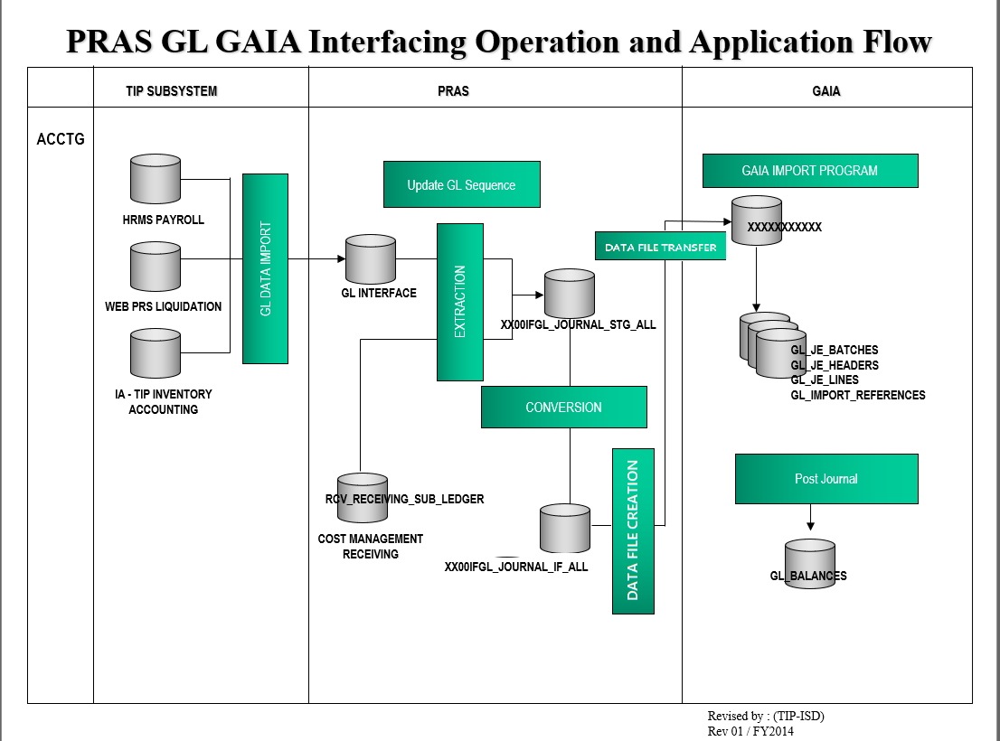 PRAS GL GAIA Interfacing Operation and Application Flow
TIP SUBSYSTEM
PRAS
GAIA
ACCTG
HRMS PAYROLL
WEB PRS LIQUIDATION
IA - TIP INVENTORY
ACCOUNTING
GL DATA IMPORT
Update GL Sequence
GL INTERFACE
EXTRACTION
XX00IFGL_JOURNAL_STG_ALL
CONVERSION
RCV_RECEIVING_SUB_LEDGER
COST MANAGEMENT
RECEIVING
XX00IFGL_JOURNAL_IF_ALL
DATA FILE CREATION
DATA FILE TRANSFER
GAIA IMPORT PROGRAM
XXXXXXXXXXX
GL_JE_BATCHES
GL_JE_HEADERS
GL_JE_LINES
GL_IMPORT_REFERENCES
Post Journal
GL_BALANCES
Revised by : (TIP-ISD)
Rev 01 / FY2014